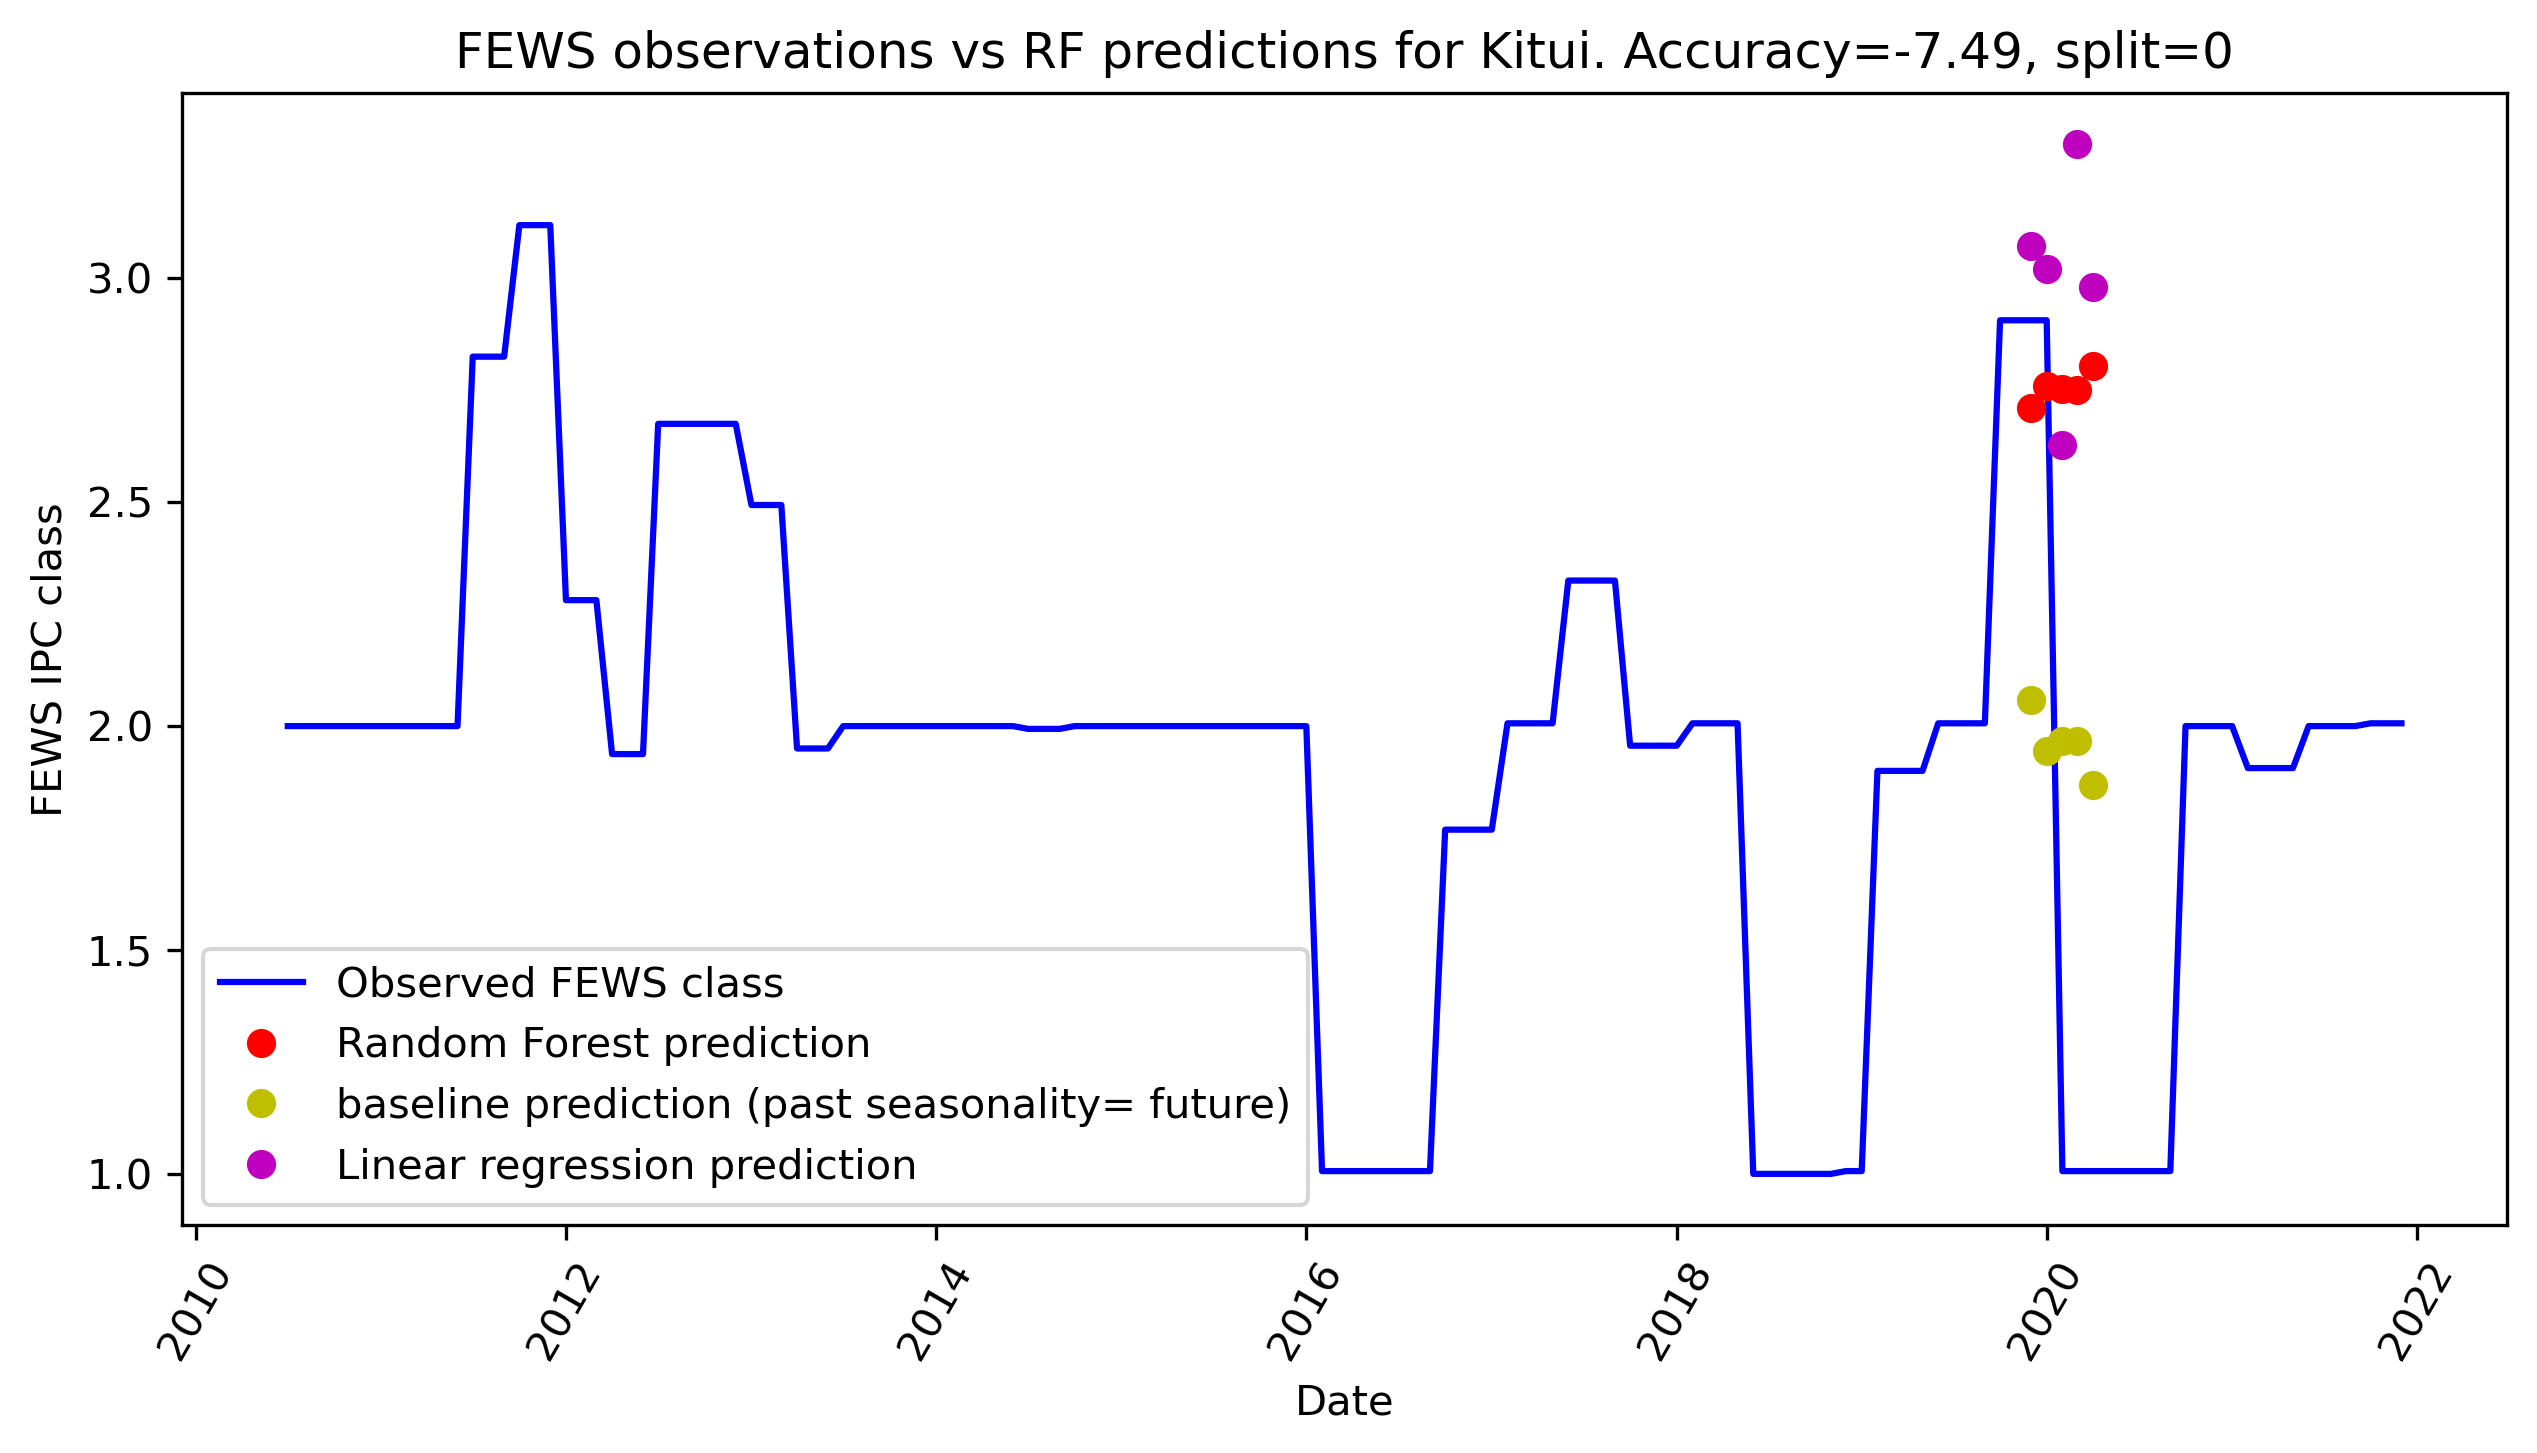 FEWS observations vs RF predictions for Kitui. Accuracy=-7.49, split=0
FEWS IPC class
3.0
2.5
2.0
1.5
1.0
Observed FEWS class
Random Forest prediction
baseline prediction (past seasonality= future)
Linear regression prediction
2010
2012
2014
2016
2018
2020
2022
Date